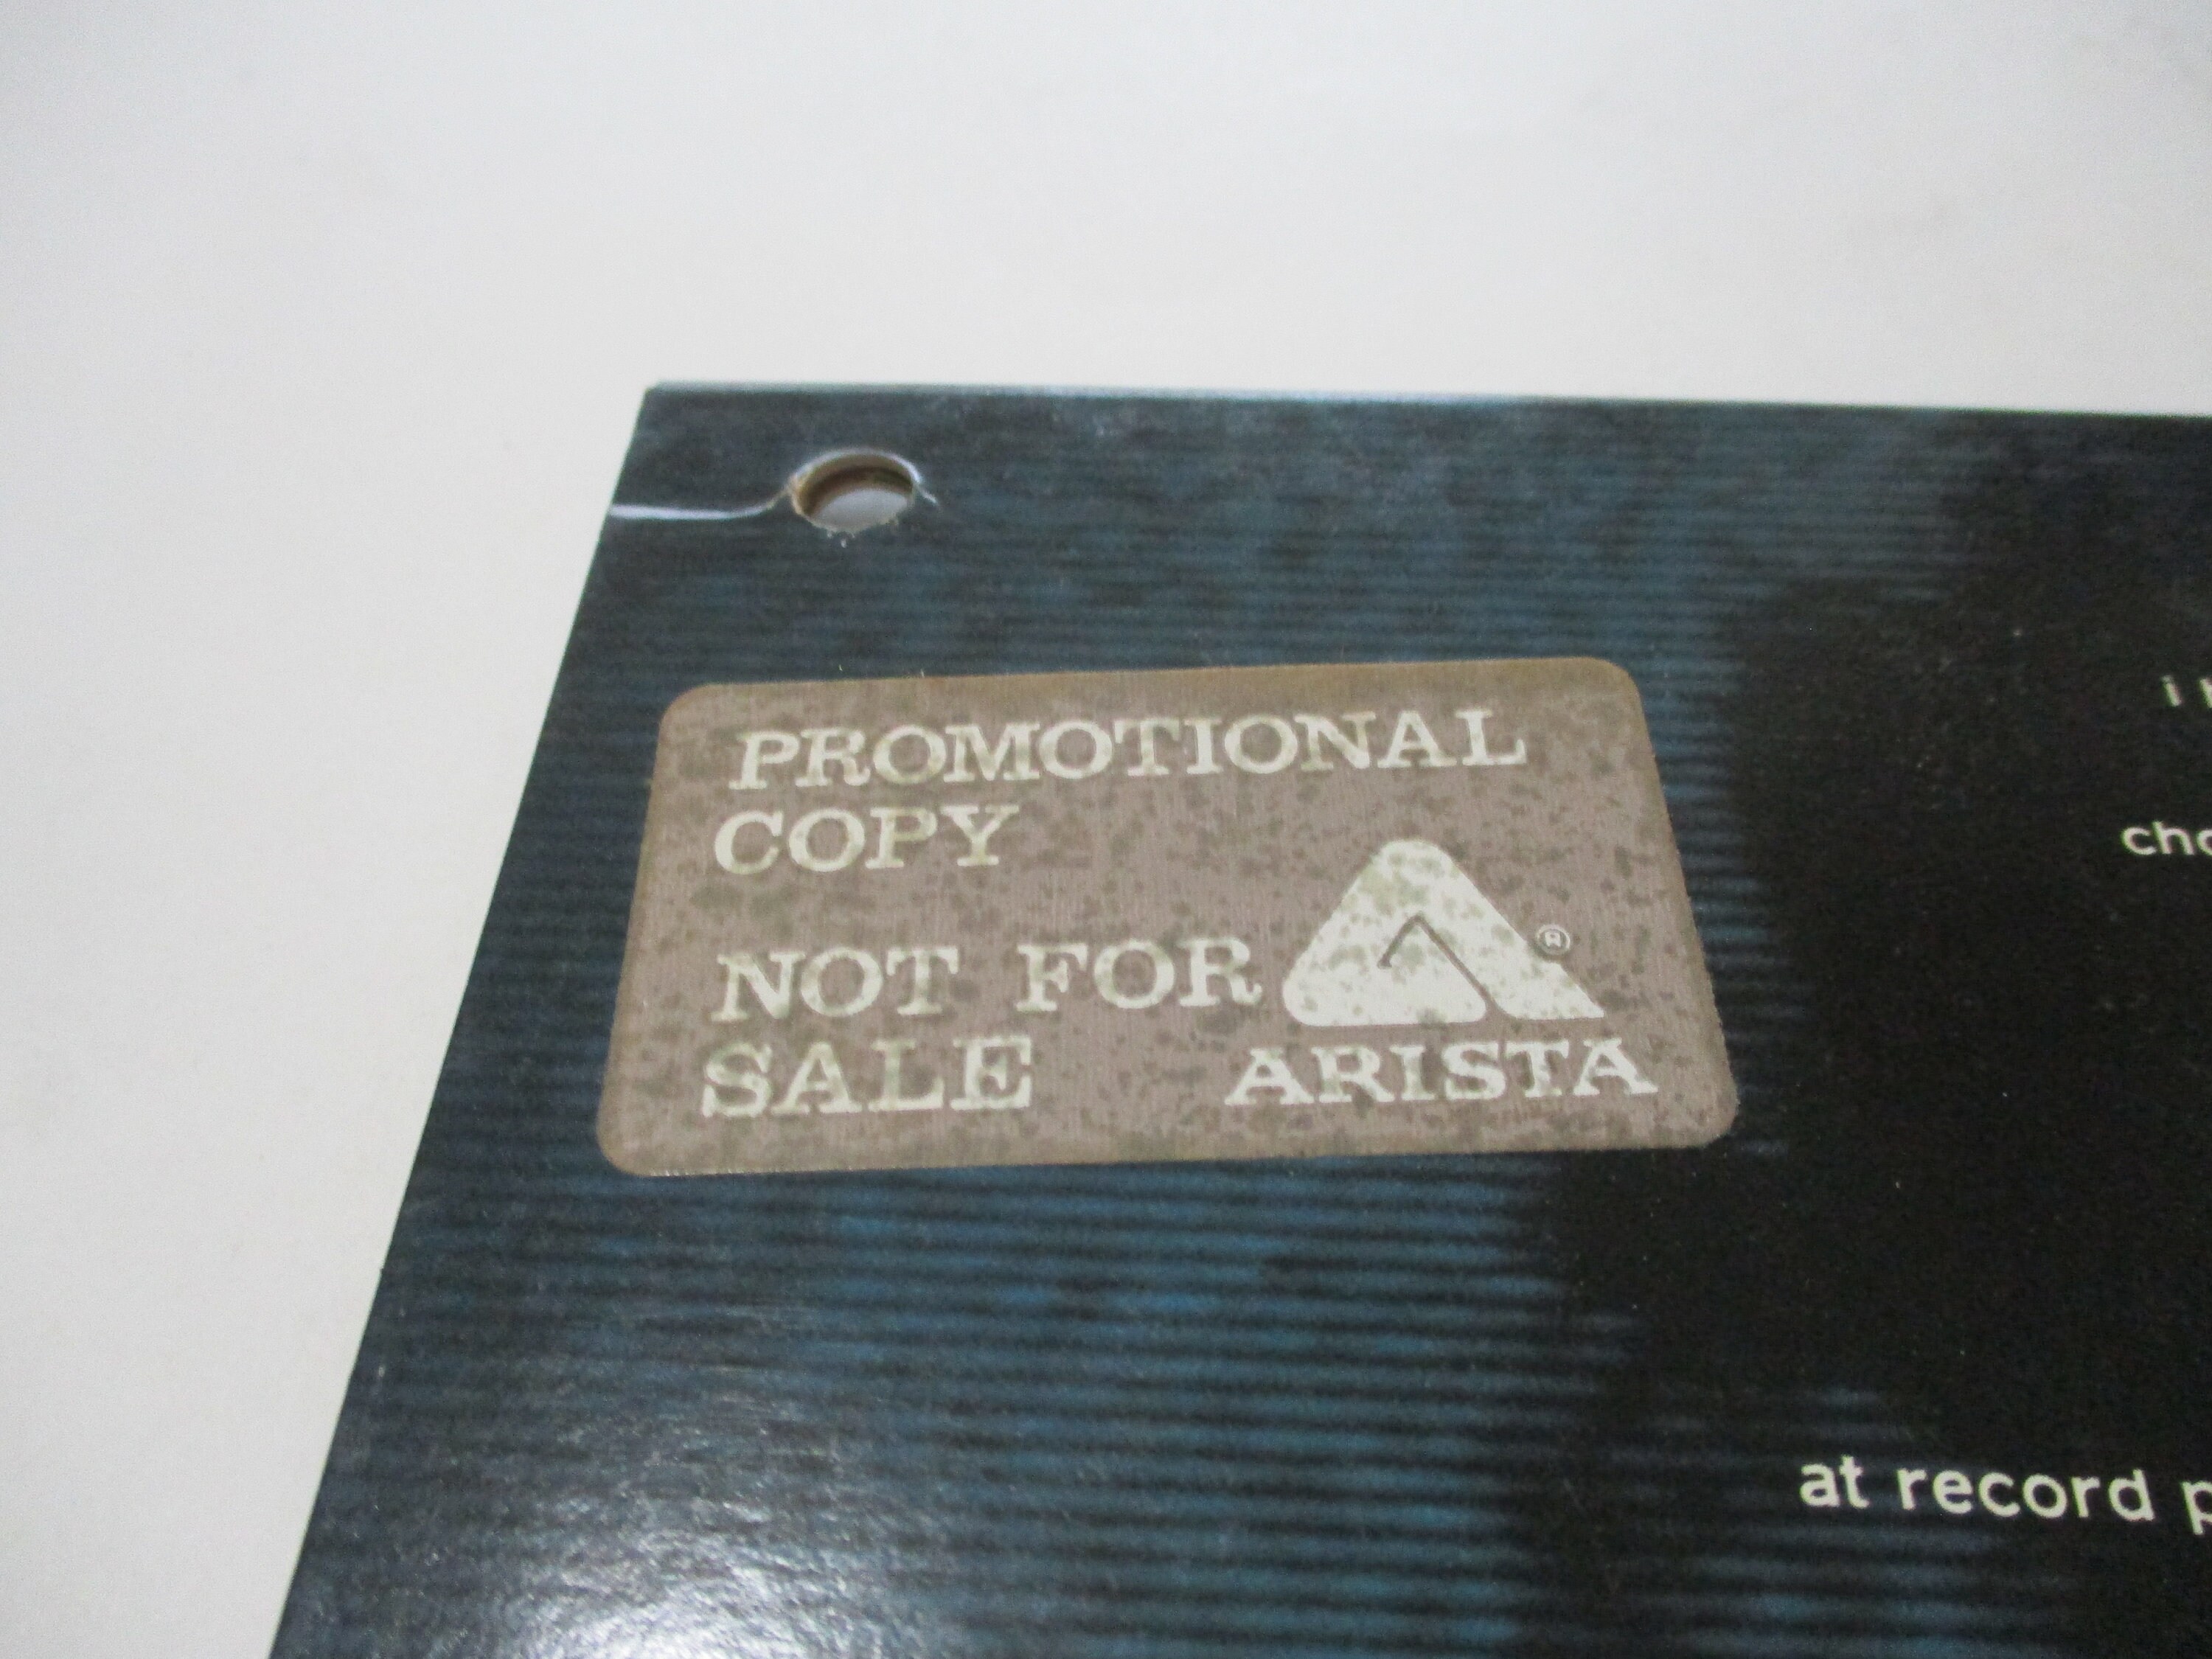 PROMOTIONAL
COPY
NOT FOR
SALE
®
ARISTA
i
at record